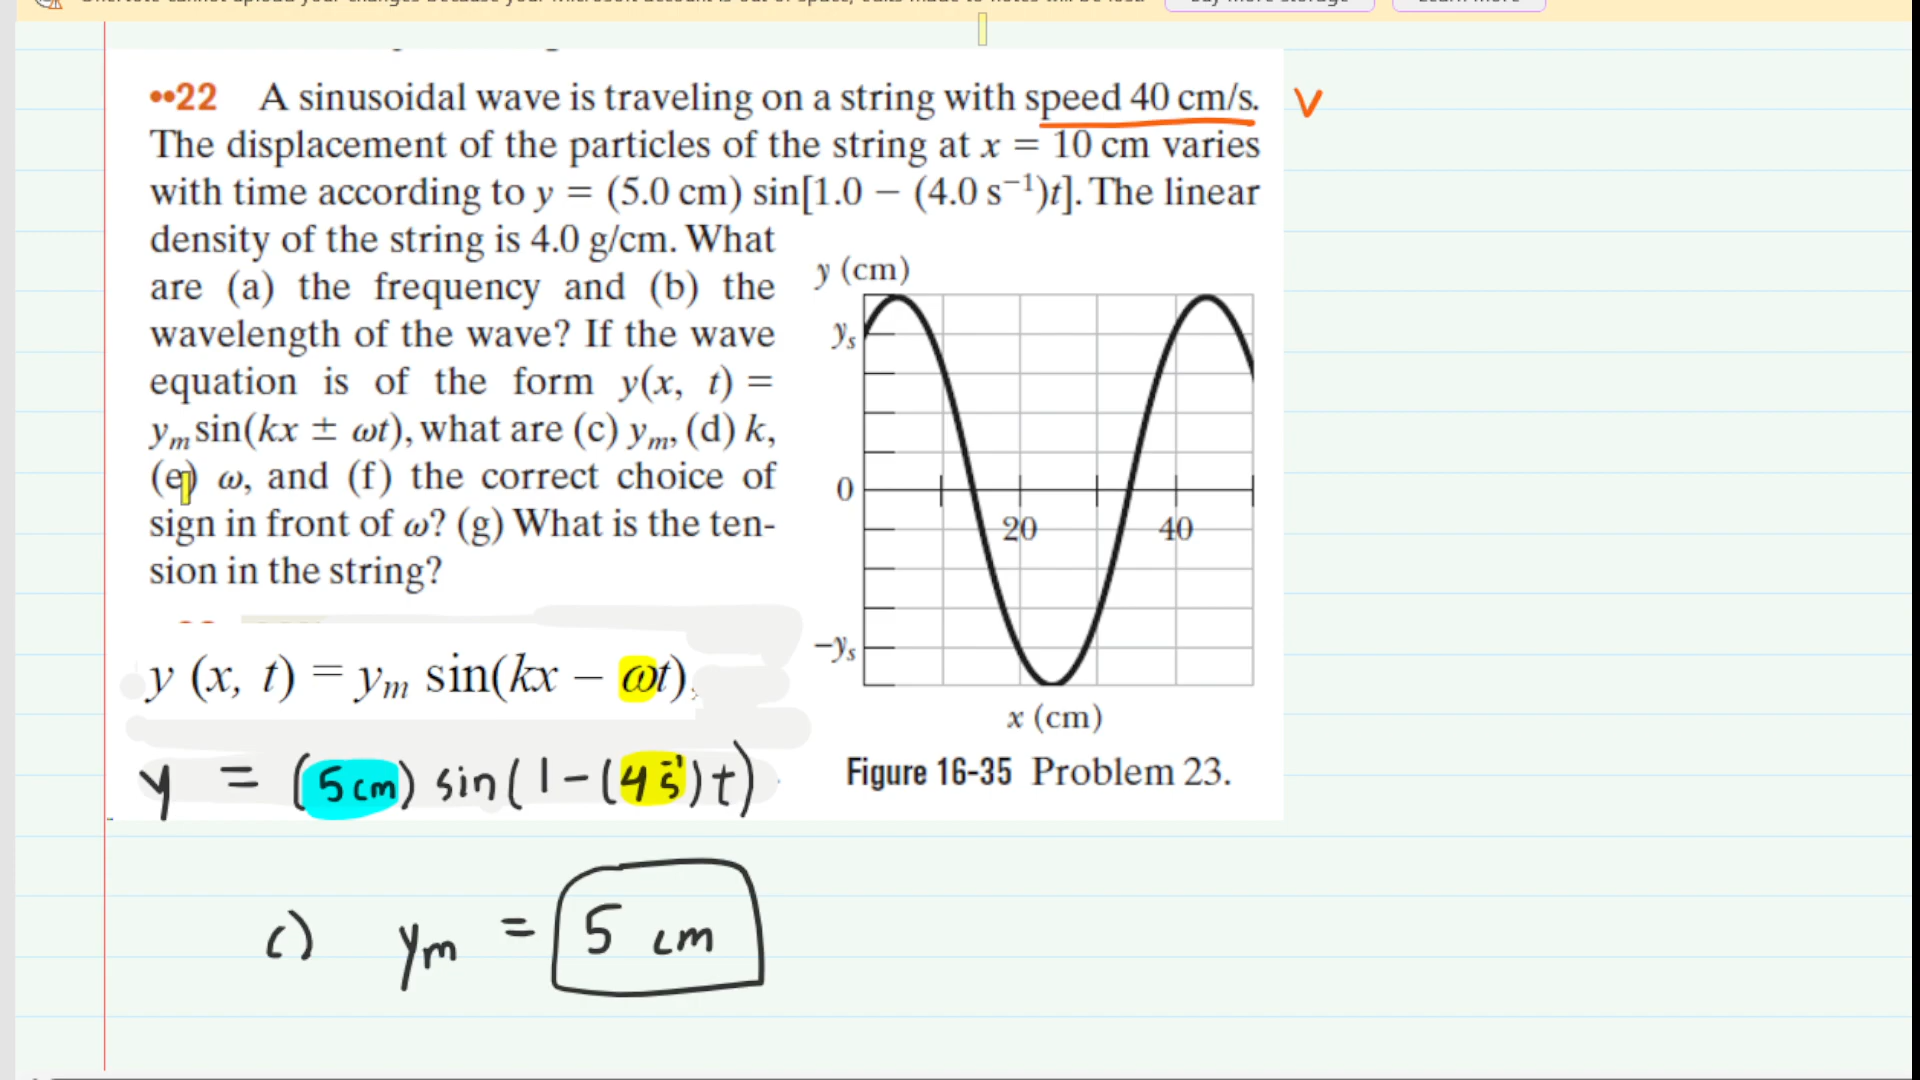 ••22 A sinusoidal wave is traveling on a string with speed 40 cm/s. V
The displacement of the particles of the string at x = 10 cm varies
with time according to y = (5.0 cm) sin[1.0 − (4.0 s⁻¹)t]. The linear
density of the string is 4.0 g/cm. What
are (a) the frequency and (b) the
wavelength of the wave? If the wave
equation is of the form y(x, t) =
yₘ sin(kx ± ωt), what are (c) yₘ, (d) k,
(e) ω, and (f) the correct choice of
sign in front of ω? (g) What is the ten-
sion in the string?
y (cm)
yₛ
0
20 40
−yₛ
x (cm)
Figure 16-35 Problem 23.
y (x, t) = yₘ sin(kx − ωt),
y = (5cm) sin(1-(4s⁻¹)t)
c) yₘ = 5 cm